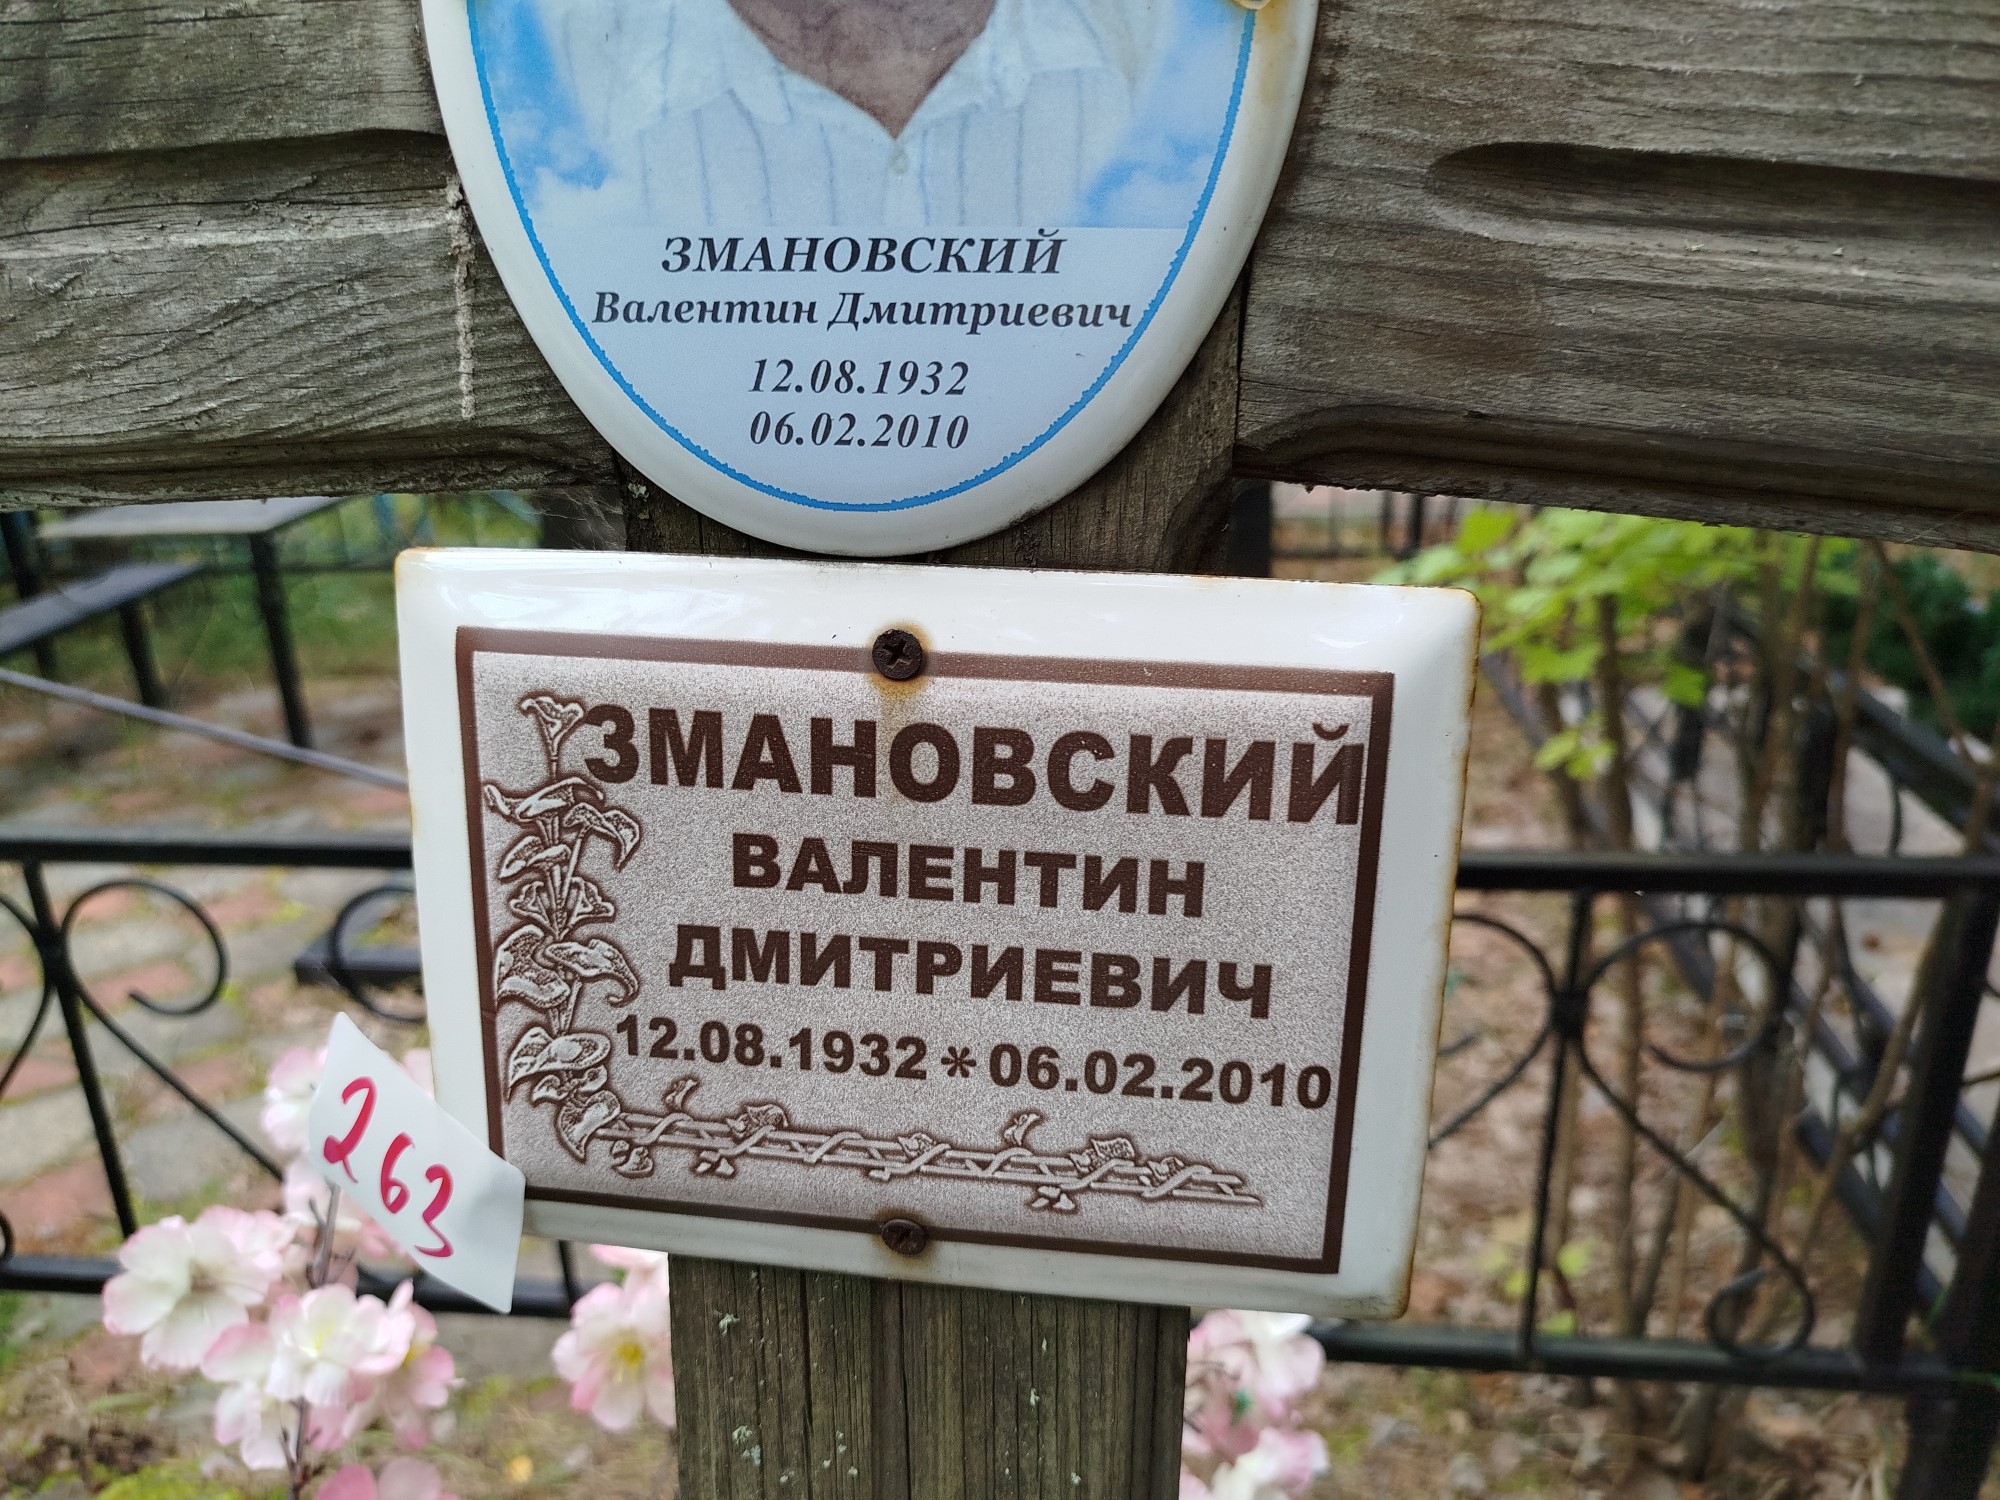 ЗМАНОВСКИЙ
Валентин Дмитриевич
12.08.1932
06.02.2010
ЗМАНОВСКИЙ
ВАЛЕНТИН
ДМИТРИЕВИЧ
12.08.1932*06.02.2010
263